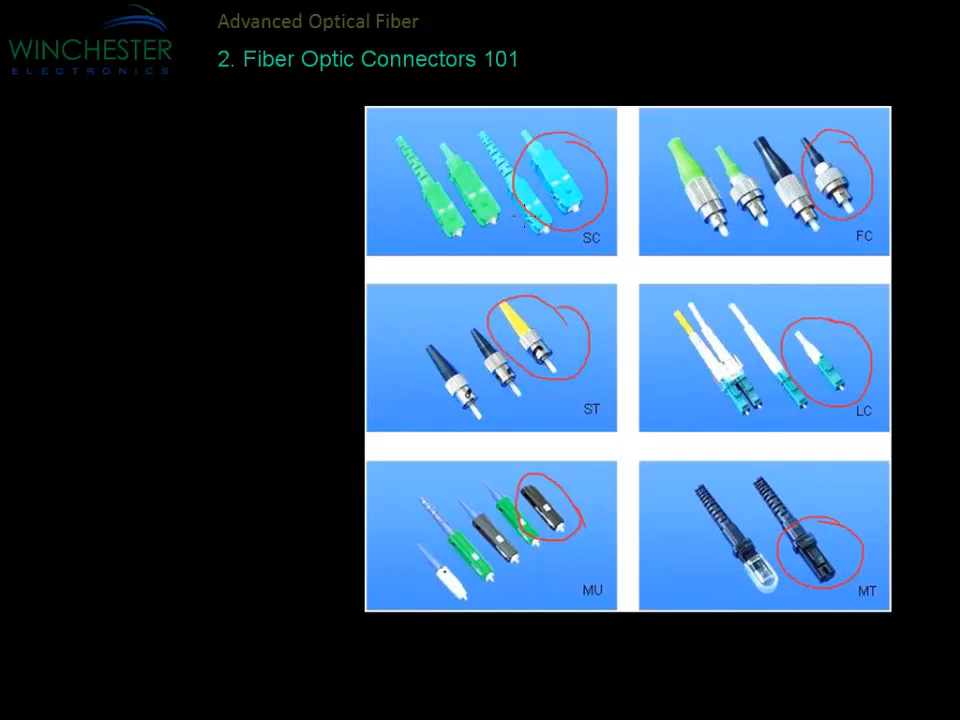 WINCHESTER
ELECTRONICS
Advanced Optical Fiber
2. Fiber Optic Connectors 101
SC
FC
ST
LC
MU
MT